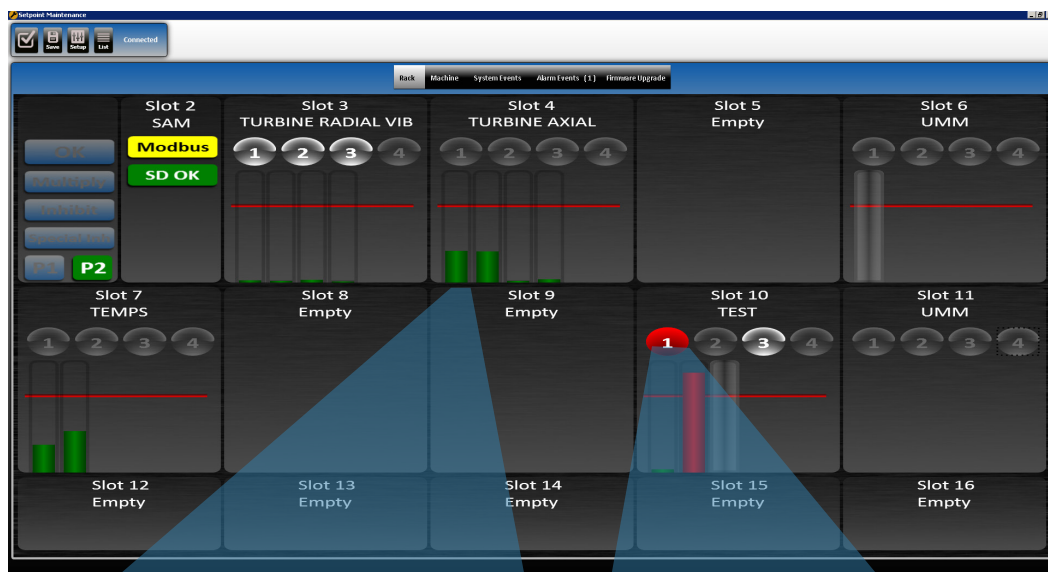 Setpoint Maintenance
Save Setup List Connected
Rack Machine System Events Alarm Events (1) Firmware Upgrade
Slot 2
SAM
Modbus
SD OK
OK
Multiply
Inhibit
P1 P2
Slot 3
TURBINE RADIAL VIB
1 2 3 4
Slot 4
TURBINE AXIAL
1 2 3 4
Slot 5
Empty
Slot 6
UMM
1 2 3 4
Slot 7
TEMPS
1 2 3 4
Slot 8
Empty
Slot 9
Empty
Slot 10
TEST
1 2 3 4
Slot 11
UMM
1 2 3 4
Slot 12
Empty
Slot 13
Empty
Slot 14
Empty
Slot 15
Empty
Slot 16
Empty